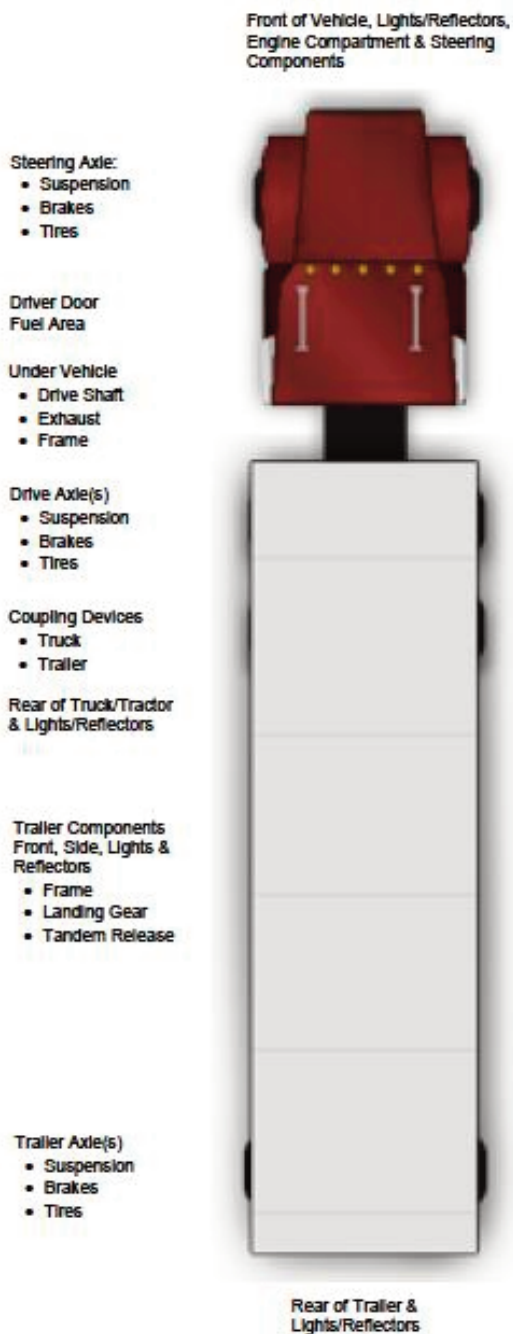 Front of Vehicle, Lights/Reflectors,
Engine Compartment & Steering
Components
Steering Axle:
• Suspension
• Brakes
• Tires
Driver Door
Fuel Area
Under Vehicle
• Drive Shaft
• Exhaust
• Frame
Drive Axle(s)
• Suspension
• Brakes
• Tires
Coupling Devices
• Truck
• Trailer
Rear of Truck/Tractor
& Lights/Reflectors
Trailer Components
Front, Side, Lights &
Reflectors
• Frame
• Landing Gear
• Tandem Release
Trailer Axle(s)
• Suspension
• Brakes
• Tires
Rear of Trailer &
Lights/Reflectors